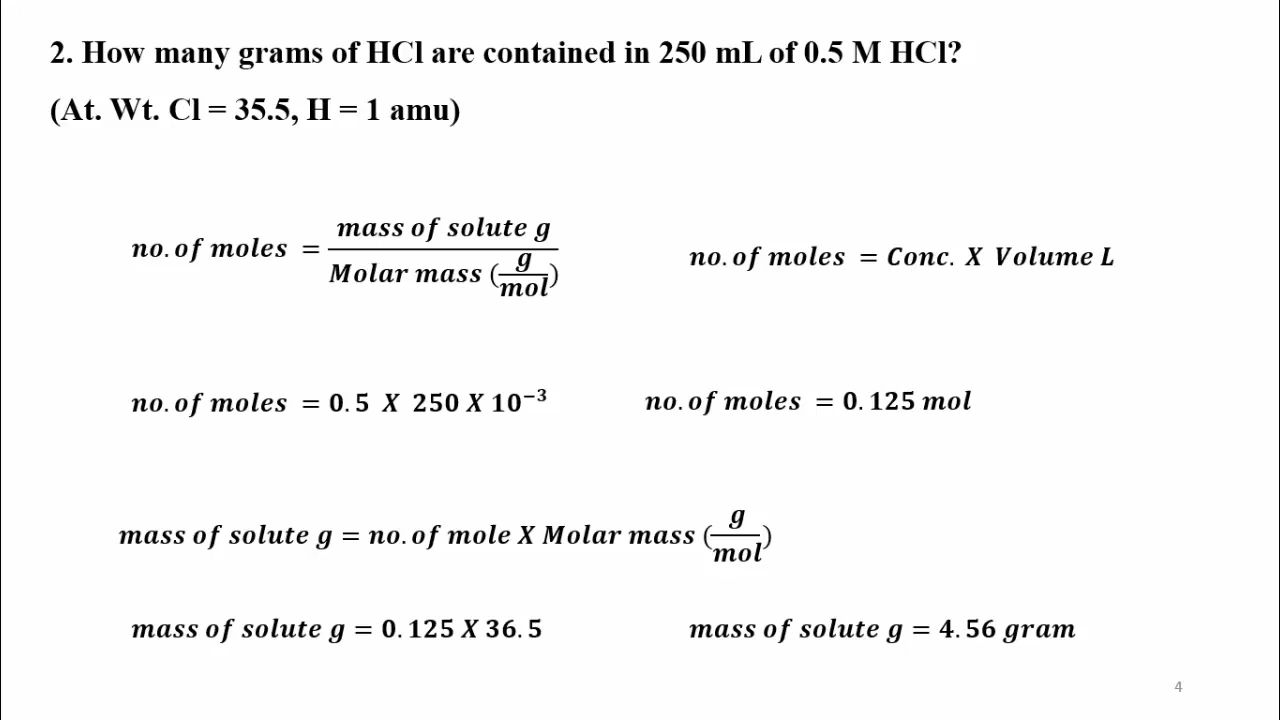 2. How many grams of HCl are contained in 250 mL of 0.5 M HCl?
(At. Wt. Cl = 35.5, H = 1 amu)
no. of moles = mass of solute g / Molar mass (g/mol)
no. of moles = Conc. X Volume L
no. of moles = 0.5 X 250 X 10⁻³
no. of moles = 0.125 mol
mass of solute g = no. of mole X Molar mass (g/mol)
mass of solute g = 0.125 X 36.5
mass of solute g = 4.56 gram
4